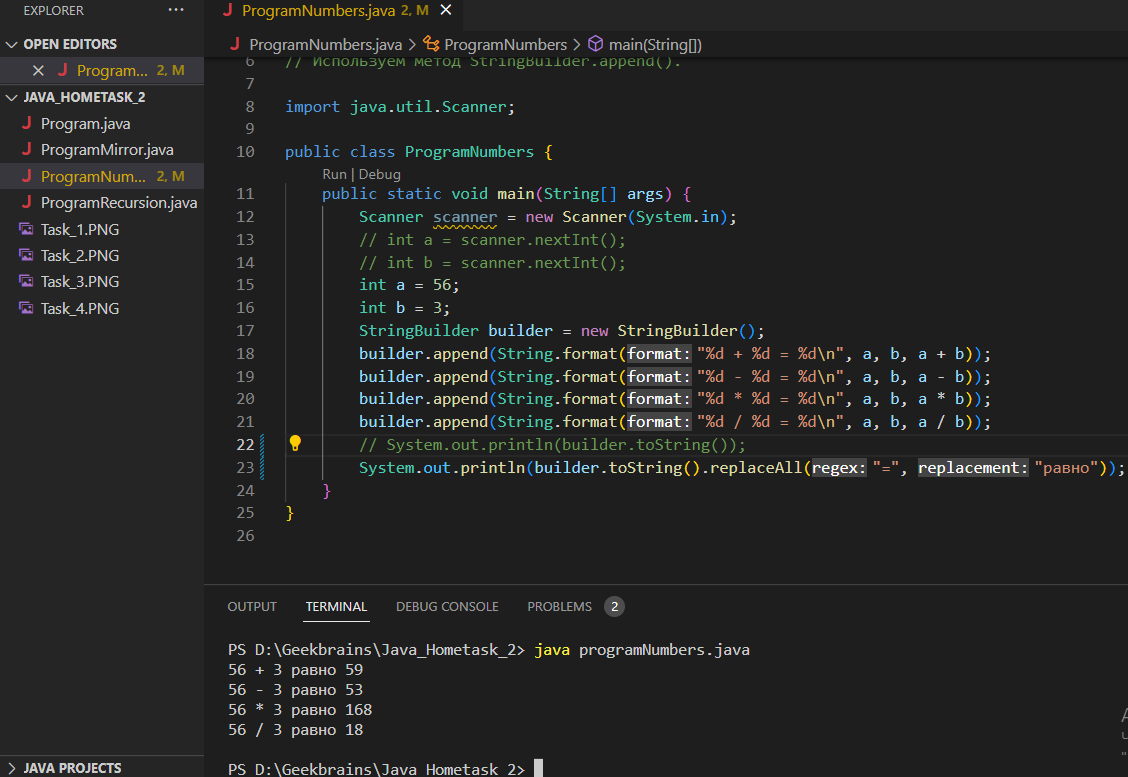 EXPLORER ···
OPEN EDITORS
Program... 2, M
JAVA_HOMETASK_2
Program.java
ProgramMirror.java
ProgramNum... 2, M
ProgramRecursion.java
Task_1.PNG
Task_2.PNG
Task_3.PNG
Task_4.PNG
JAVA PROJECTS
ProgramNumbers.java 2, M
ProgramNumbers.java > ProgramNumbers > main(String[])
6 // Используем метод StringBuilder.append().
7
8 import java.util.Scanner;
9
10 public class ProgramNumbers {
Run | Debug
11 public static void main(String[] args) {
12 Scanner scanner = new Scanner(System.in);
13 // int a = scanner.nextInt();
14 // int b = scanner.nextInt();
15 int a = 56;
16 int b = 3;
17 StringBuilder builder = new StringBuilder();
18 builder.append(String.format(format:"%d + %d = %d\n", a, b, a + b));
19 builder.append(String.format(format:"%d - %d = %d\n", a, b, a - b));
20 builder.append(String.format(format:"%d * %d = %d\n", a, b, a * b));
21 builder.append(String.format(format:"%d / %d = %d\n", a, b, a / b));
22 // System.out.println(builder.toString());
23 System.out.println(builder.toString().replaceAll(regex:"=", replacement:"равно"));
24 }
25 }
26
OUTPUT TERMINAL DEBUG CONSOLE PROBLEMS 2
PS D:\Geekbrains\Java_Hometask_2> java programNumbers.java
56 + 3 равно 59
56 - 3 равно 53
56 * 3 равно 168
56 / 3 равно 18
PS D:\Geekbrains\Java_Hometask_2>